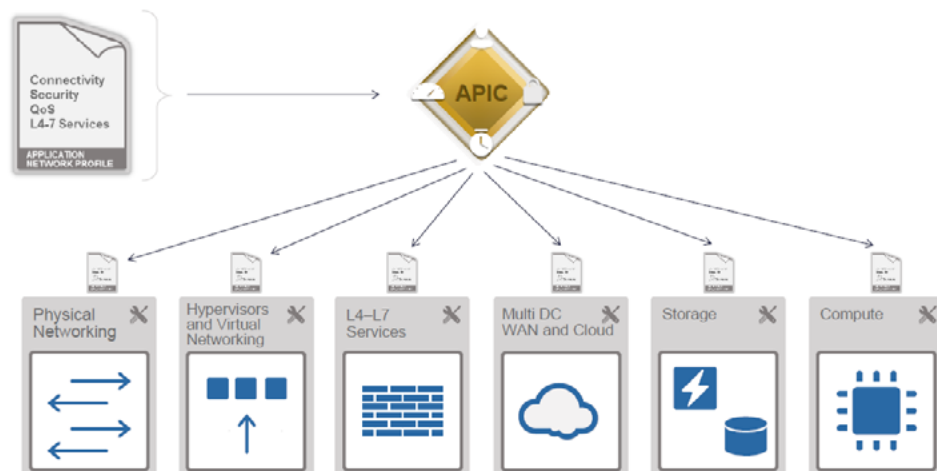 Connectivity
Security
QoS
L4-7 Services
APPLICATION
NETWORK PROFILE
APIC
Physical
Networking
Hypervisors
and Virtual
Networking
L4–L7
Services
Multi DC
WAN and Cloud
Storage
Compute